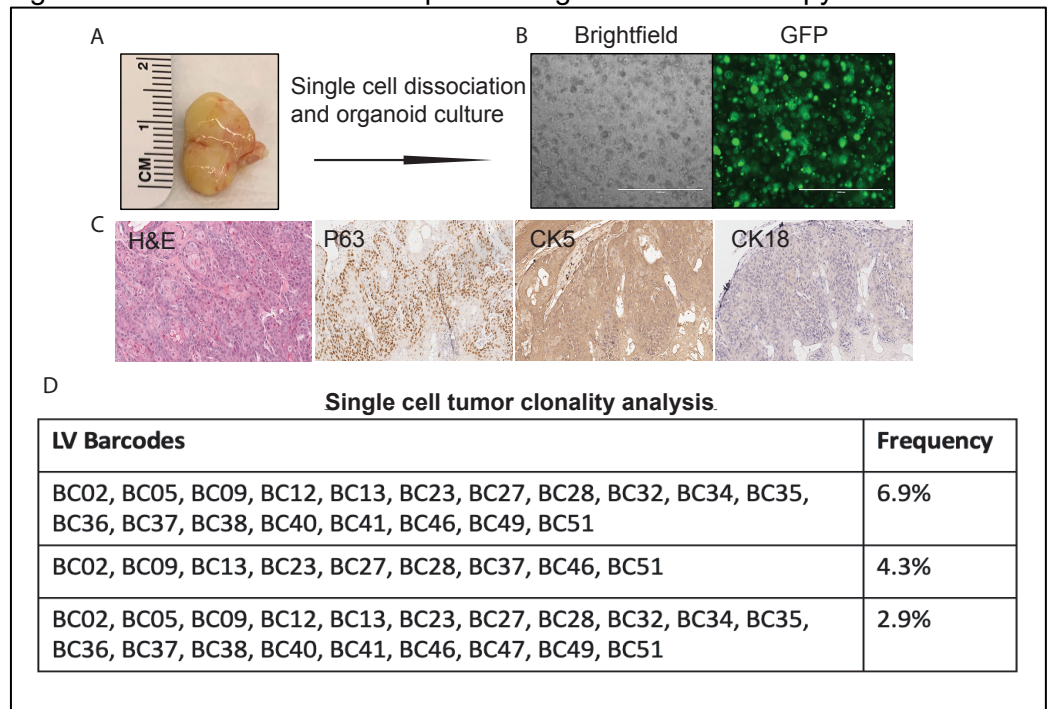 A
B
Brightfield
GFP
2
1
CM
Single cell dissociation
and organoid culture
C
H&E
P63
CK5
CK18
D
Single cell tumor clonality analysis
LV Barcodes
Frequency
BC02, BC05, BC09, BC12, BC13, BC23, BC27, BC28, BC32, BC34, BC35,
BC36, BC37, BC38, BC40, BC41, BC46, BC49, BC51
6.9%
BC02, BC09, BC13, BC23, BC27, BC28, BC37, BC46, BC51
4.3%
BC02, BC05, BC09, BC12, BC13, BC23, BC27, BC28, BC32, BC34, BC35,
BC36, BC37, BC38, BC40, BC41, BC46, BC47, BC49, BC51
2.9%